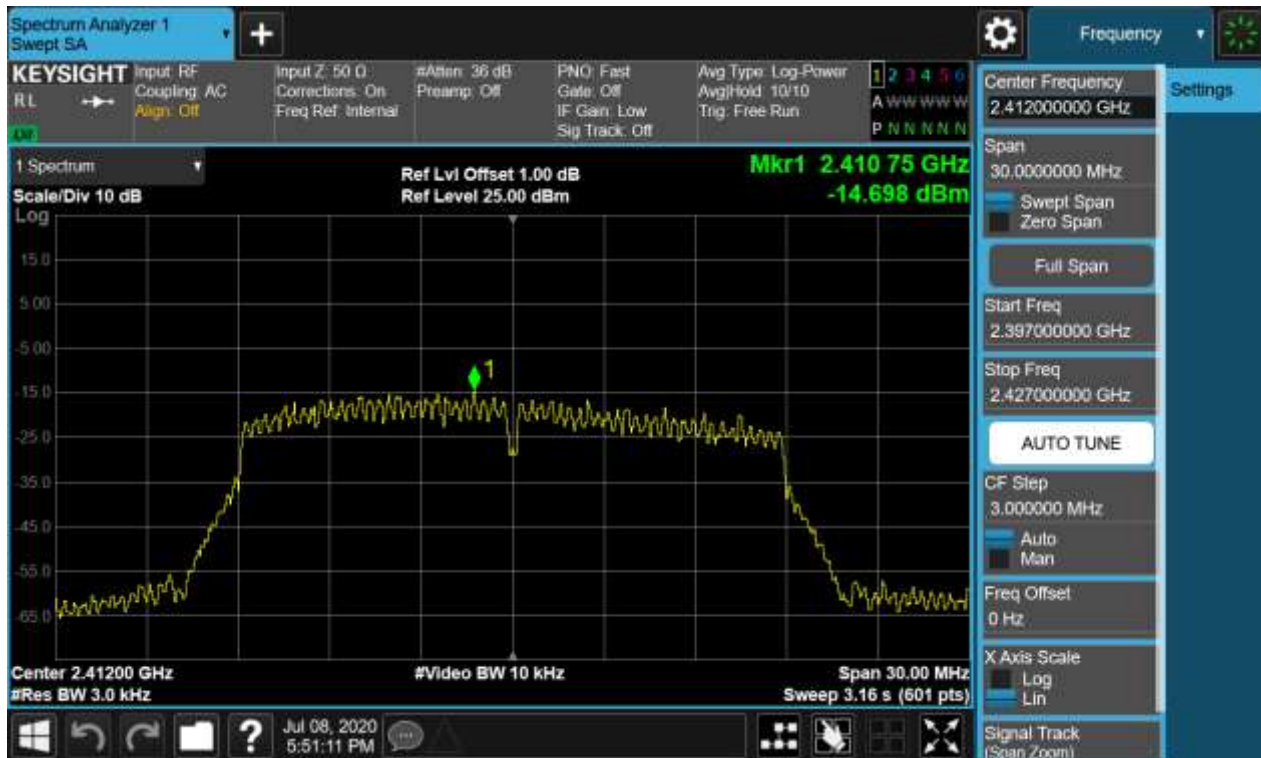 Spectrum Analyzer 1
Swept SA
+
Frequency
KEYSIGHT
RL
Input: RF
Coupling: AC
Align: Off
Input Z: 50 Ω
Corrections: On
Freq Ref: Internal
#Atten: 36 dB
Preamp: Off
PNO: Fast
Gate: Off
IF Gain: Low
Sig Track: Off
Avg Type: Log-Power
Avg|Hold: 10/10
Trig: Free Run
1 2 3 4 5 6
A W W W W W
P N N N N N
1 Spectrum
Scale/Div 10 dB
Log
Ref Lvl Offset 1.00 dB
Ref Level 25.00 dBm
Mkr1 2.410 75 GHz
-14.698 dBm
15.0
5.00
-5.00
-15.0
-25.0
-35.0
-45.0
-55.0
-65.0
1
Center 2.41200 GHz
#Res BW 3.0 kHz
#Video BW 10 kHz
Span 30.00 MHz
Sweep 3.16 s (601 pts)
?
Jul 08, 2020
5:51:11 PM
Center Frequency
2.412000000 GHz
Settings
Span
30.0000000 MHz
Swept Span
Zero Span
Full Span
Start Freq
2.397000000 GHz
Stop Freq
2.427000000 GHz
AUTO TUNE
CF Step
3.000000 MHz
Auto
Man
Freq Offset
0 Hz
X Axis Scale
Log
Lin
Signal Track
(Span Zoom)